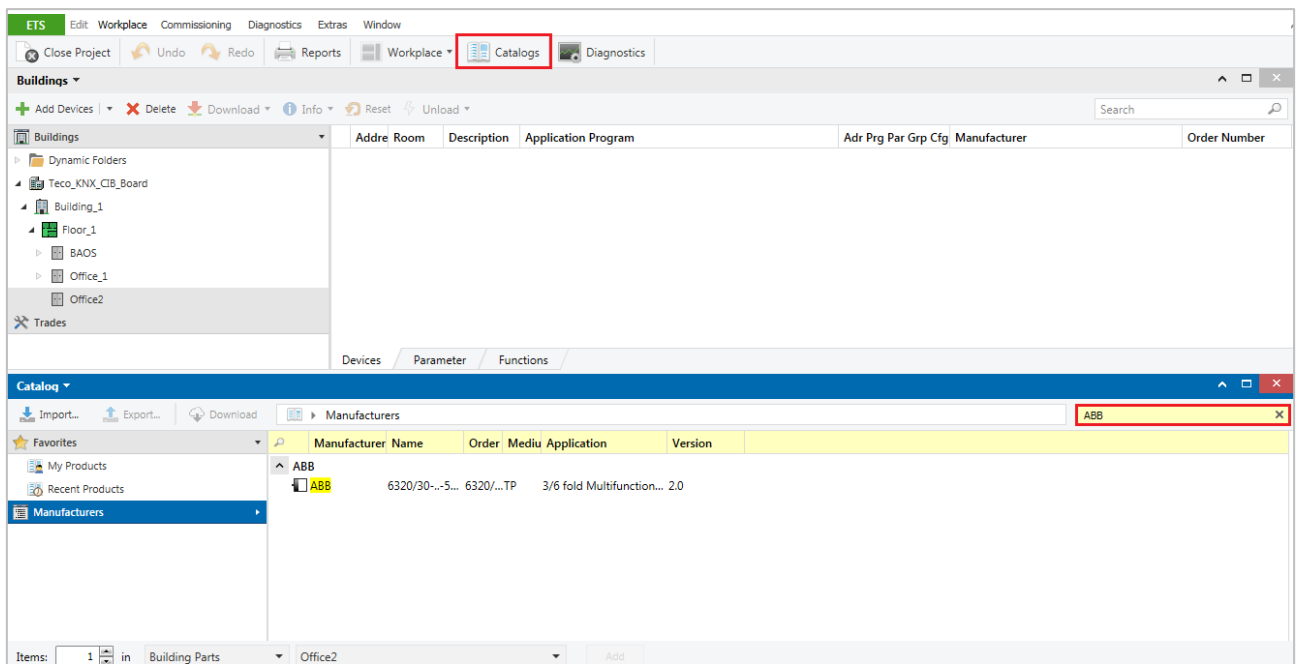 ETS Edit Workplace Commissioning Diagnostics Extras Window
Close Project Undo Redo Reports Workplace Catalogs Diagnostics
Buildings
Add Devices Delete Download Info Reset Unload Search
Buildings Addre Room Description Application Program Adr Prg Par Grp Cfg Manufacturer Order Number
Dynamic Folders
Teco_KNX_CIB_Board
Building_1
Floor_1
BAOS
Office_1
Office2
Trades
Devices Parameter Functions
Catalog
Import... Export... Download Manufacturers ABB
Favorites Manufacturer Name Order Mediu Application Version
My Products ABB
Recent Products ABB 6320/30-..-5... 6320/... TP 3/6 fold Multifunction... 2.0
Manufacturers
Items: 1 in Building Parts Office2 Add